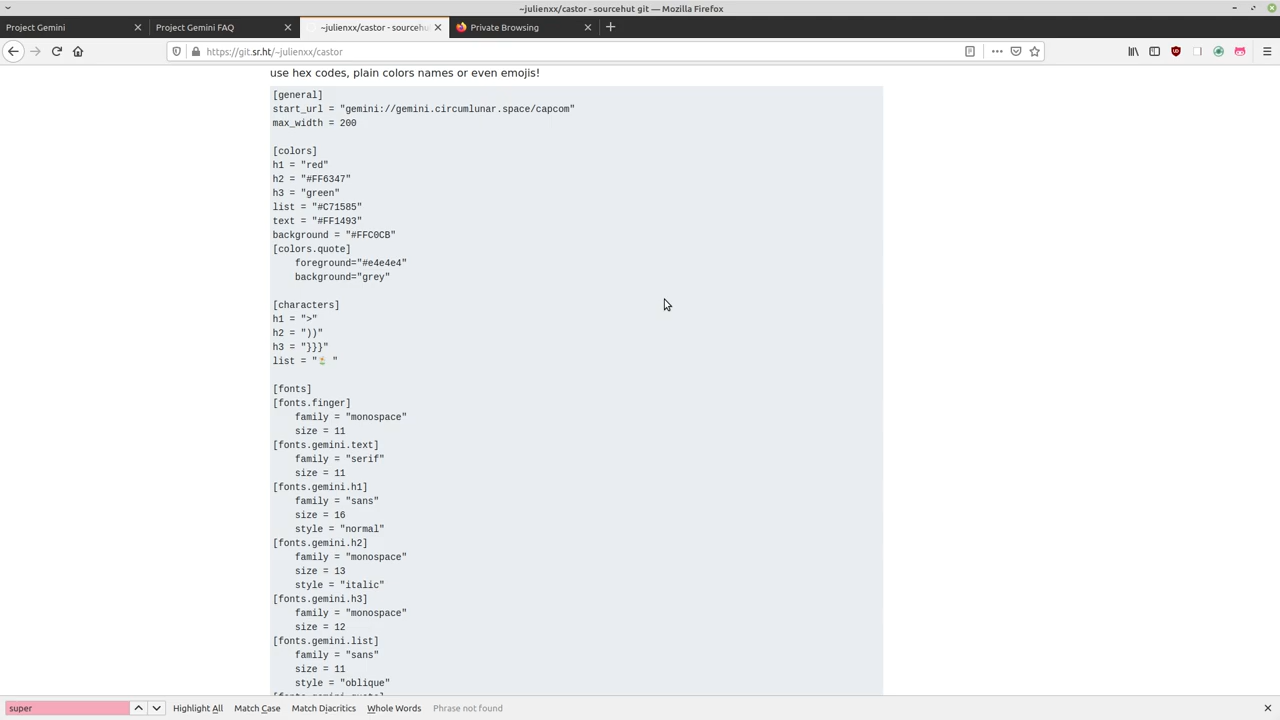 ~julienxx/castor - sourcehut git — Mozilla Firefox
Project Gemini
Project Gemini FAQ
~julienxx/castor - sourcehu
Private Browsing
https://git.sr.ht/~julienxx/castor
use hex codes, plain colors names or even emojis!
[general]
start_url = "gemini://gemini.circumlunar.space/capcom"
max_width = 200
[colors]
h1 = "red"
h2 = "#FF6347"
h3 = "green"
list = "#C71585"
text = "#FF1493"
background = "#FFC0CB"
[colors.quote]
foreground="#e4e4e4"
background="grey"
[characters]
h1 = ">"
h2 = "))"
h3 = "}}}"
list = " "
[fonts]
[fonts.finger]
family = "monospace"
size = 11
[fonts.gemini.text]
family = "serif"
size = 11
[fonts.gemini.h1]
family = "sans"
size = 16
style = "normal"
[fonts.gemini.h2]
family = "monospace"
size = 13
style = "italic"
[fonts.gemini.h3]
family = "monospace"
size = 12
[fonts.gemini.list]
family = "sans"
size = 11
style = "oblique"
super
Highlight All
Match Case
Match Diacritics
Whole Words
Phrase not found